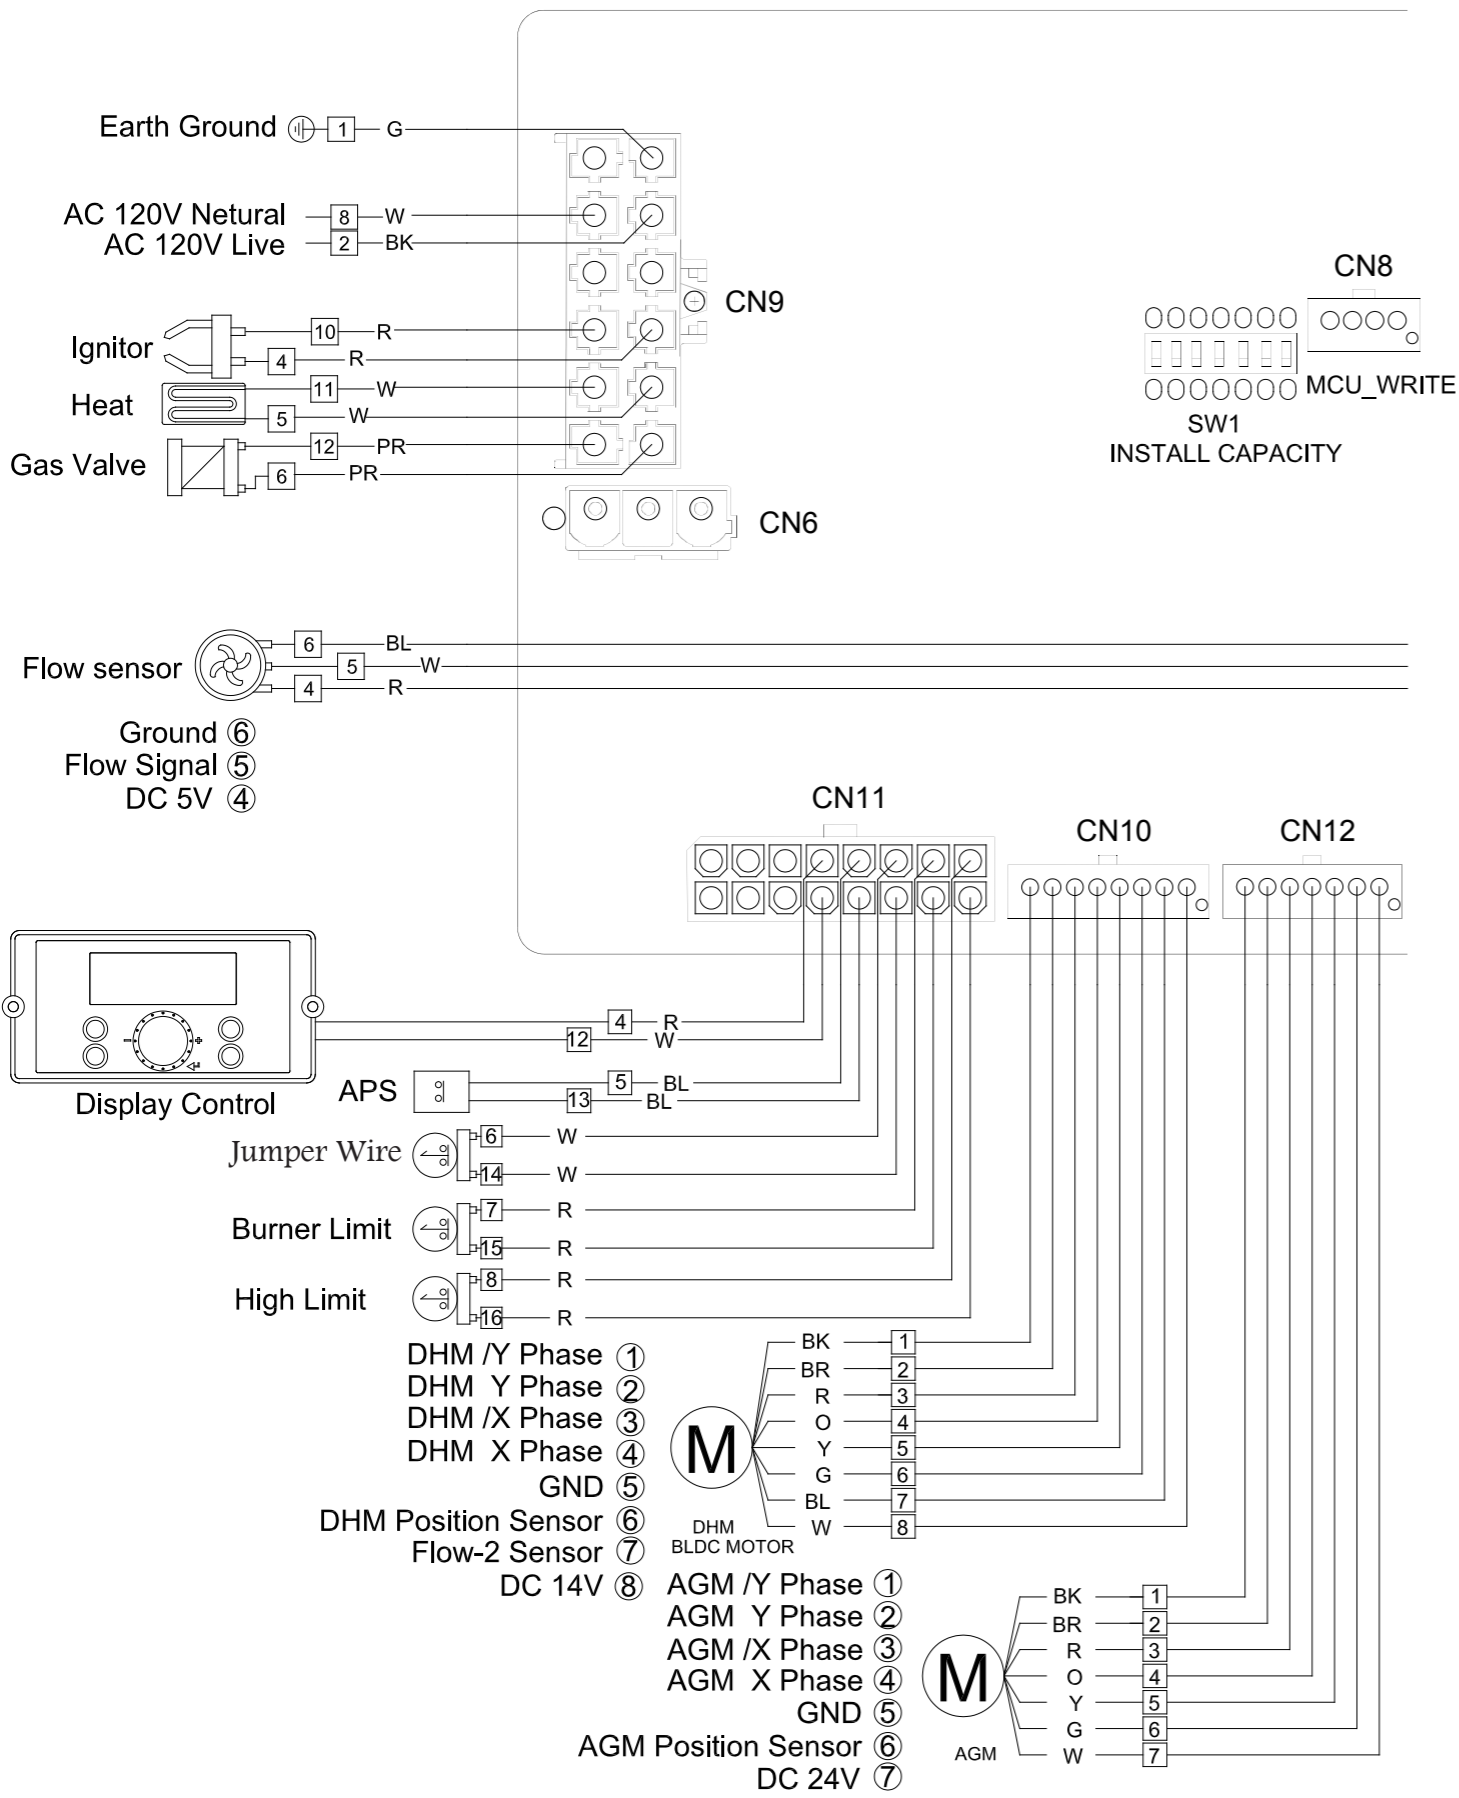 Earth Ground 1 G
AC 120V Netural 8 W
AC 120V Live 2 BK
CN8
CN9
Ignitor 10 R
4 R
Heat 11 W
5 W
MCU_WRITE
SW1
INSTALL CAPACITY
Gas Valve 12 PR
6 PR
CN6
Flow sensor 6 BL
5 W
4 R
Ground ⑥
Flow Signal ⑤
DC 5V ④
CN11
CN10
CN12
4 R
12 W
- +
Display Control
APS 5 BL
13 BL
Jumper Wire 6 W
14 W
Burner Limit 7 R
15 R
High Limit 8 R
16 R
DHM /Y Phase ①
DHM Y Phase ②
DHM /X Phase ③
DHM X Phase ④
GND ⑤
DHM Position Sensor ⑥
Flow-2 Sensor ⑦
DC 14V ⑧
M
DHM
BLDC MOTOR
BK 1
BR 2
R 3
O 4
Y 5
G 6
BL 7
W 8
AGM /Y Phase ①
AGM Y Phase ②
AGM /X Phase ③
AGM X Phase ④
GND ⑤
AGM Position Sensor ⑥
DC 24V ⑦
M
AGM
BK 1
BR 2
R 3
O 4
Y 5
G 6
W 7